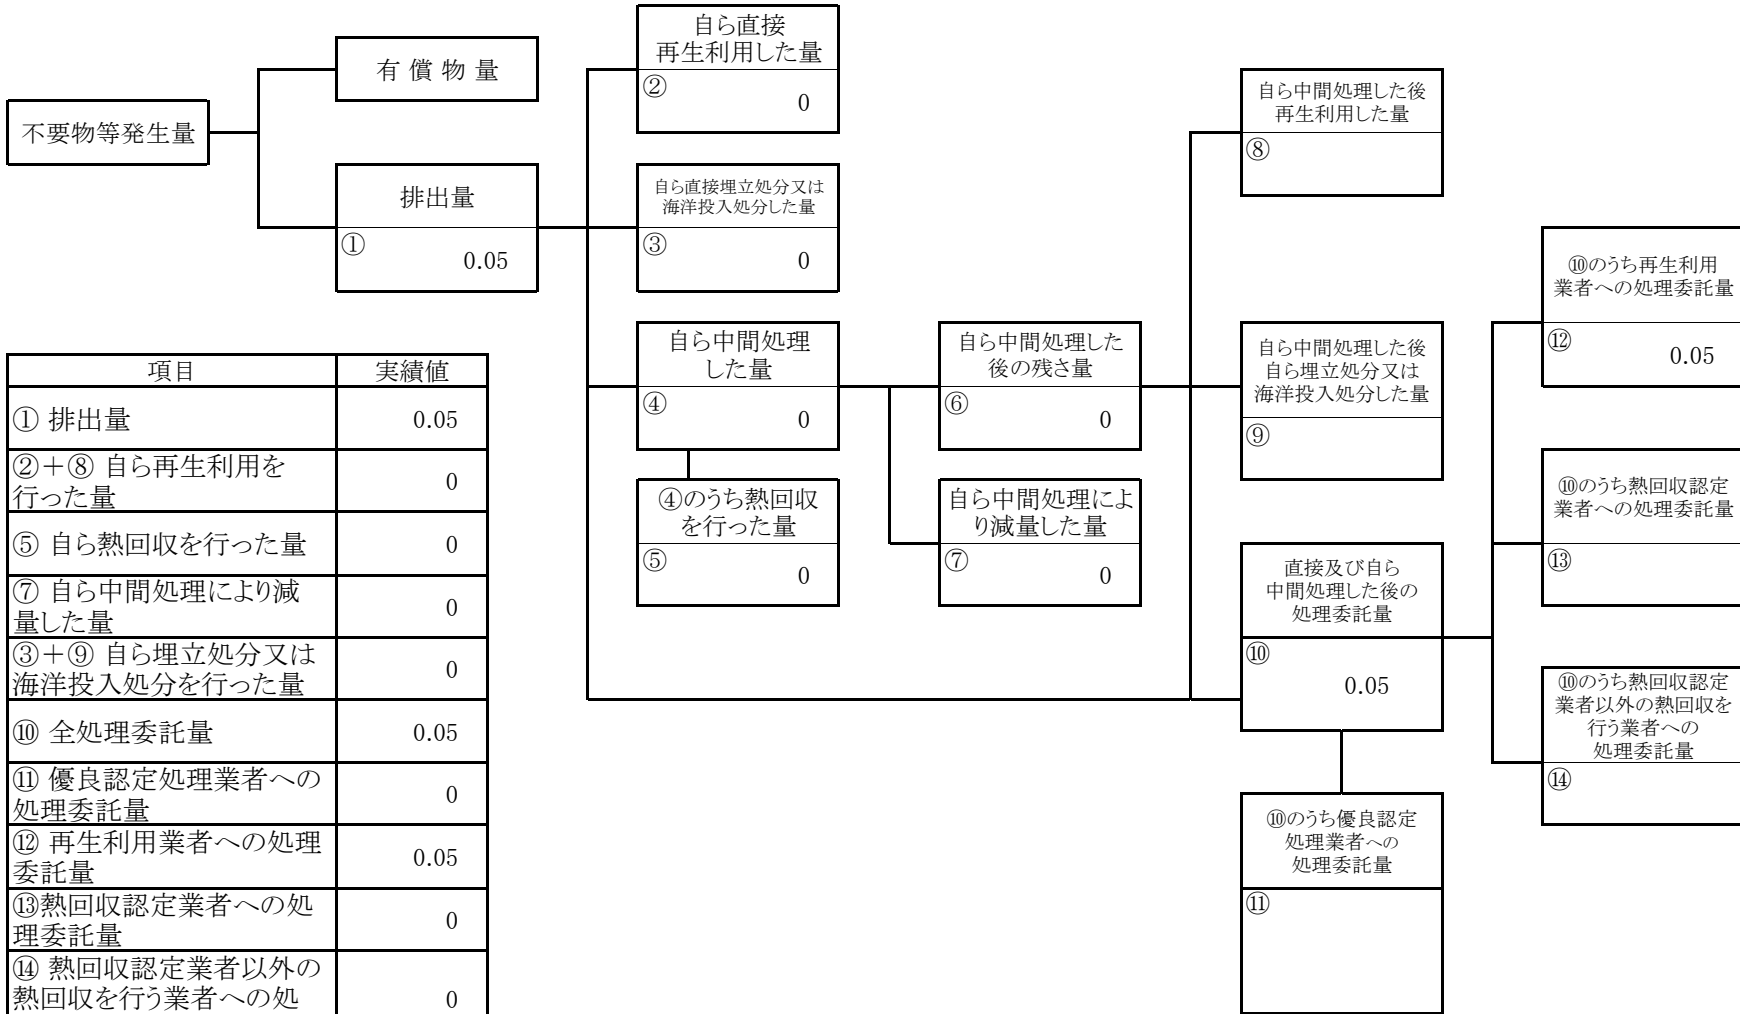 不要物等発生量
有 償 物 量
排出量
①
0.05
自ら直接
再生利用した量
②
0
自ら直接埋立処分又は
海洋投入処分した量
③
0
自ら中間処理
した量
④
0
④のうち熱回収
を行った量
⑤
0
自ら中間処理した
後の残さ量
⑥
0
自ら中間処理によ
り減量した量
⑦
0
自ら中間処理した後
再生利用した量
⑧
自ら中間処理した後
自ら埋立処分又は
海洋投入処分した量
⑨
直接及び自ら
中間処理した後の
処理委託量
⑩
0.05
⑩のうち優良認定
処理業者への
処理委託量
⑪
⑩のうち再生利用
業者への処理委託量
⑫
0.05
⑩のうち熱回収認定
業者への処理委託量
⑬
⑩のうち熱回収認定
業者以外の熱回収を
行う業者への
処理委託量
⑭
項目 実績値
① 排出量 0.05
②＋⑧ 自ら再生利用を
行った量 0
⑤ 自ら熱回収を行った量 0
⑦ 自ら中間処理により減
量した量 0
③＋⑨ 自ら埋立処分又は
海洋投入処分を行った量 0
⑩ 全処理委託量 0.05
⑪ 優良認定処理業者への
処理委託量 0
⑫ 再生利用業者への処理
委託量 0.05
⑬熱回収認定業者への処
理委託量 0
⑭ 熱回収認定業者以外の
熱回収を行う業者への処 0